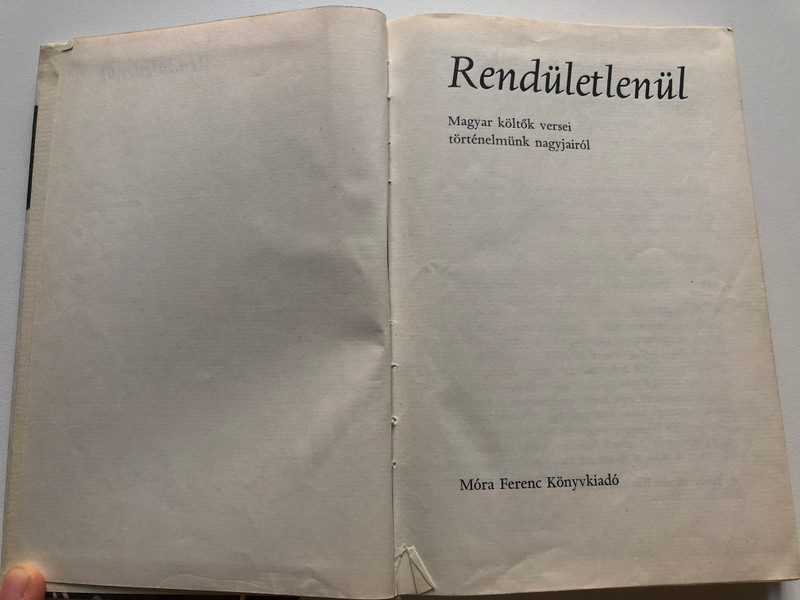 Rendületlenül
Magyar költők versei
történelmünk nagyjairól
Móra Ferenc Könyvkiadó